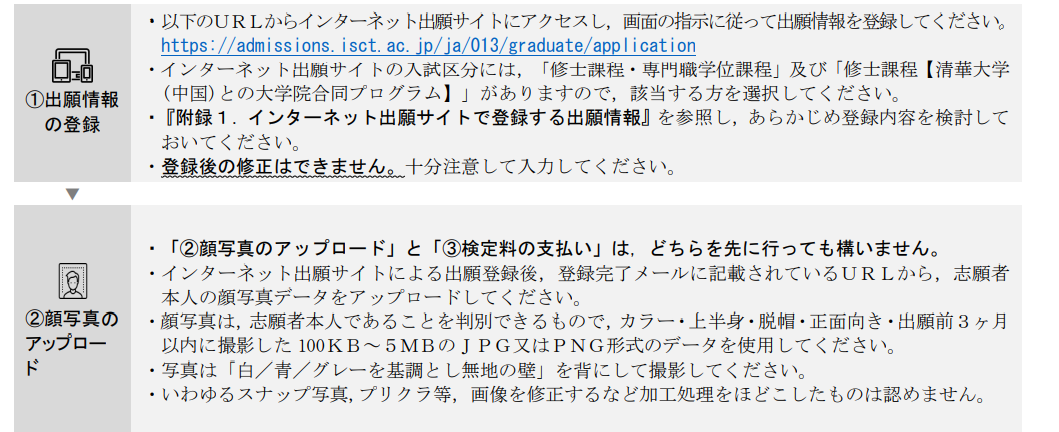 ①出願情報
の登録
・以下のＵＲＬからインターネット出願サイトにアクセスし，画面の指示に従って出願情報を登録してください。
https://admissions.isct.ac.jp/ja/013/graduate/application
・インターネット出願サイトの入試区分には，「修士課程・専門職学位課程」及び「修士課程【清華大学
(中国)との大学院合同プログラム】」がありますので，該当する方を選択してください。
・『附録１．インターネット出願サイトで登録する出願情報』を参照し，あらかじめ登録内容を検討して
おいてください。
・登録後の修正はできません。十分注意して入力してください。
▼
②顔写真の
アップロー
ド
・「②顔写真のアップロード」と「③検定料の支払い」は，どちらを先に行っても構いません。
・インターネット出願サイトによる出願登録後，登録完了メールに記載されているＵＲＬから，志願者
本人の顔写真データをアップロードしてください。
・顔写真は，志願者本人であることを判別できるもので，カラー・上半身・脱帽・正面向き・出願前３ヶ月
以内に撮影した 100ＫＢ～５ＭＢのＪＰＧ又はＰＮＧ形式のデータを使用してください。
・写真は「白／青／グレーを基調とし無地の壁」を背にして撮影してください。
・いわゆるスナップ写真，プリクラ等，画像を修正するなど加工処理をほどこしたものは認めません。